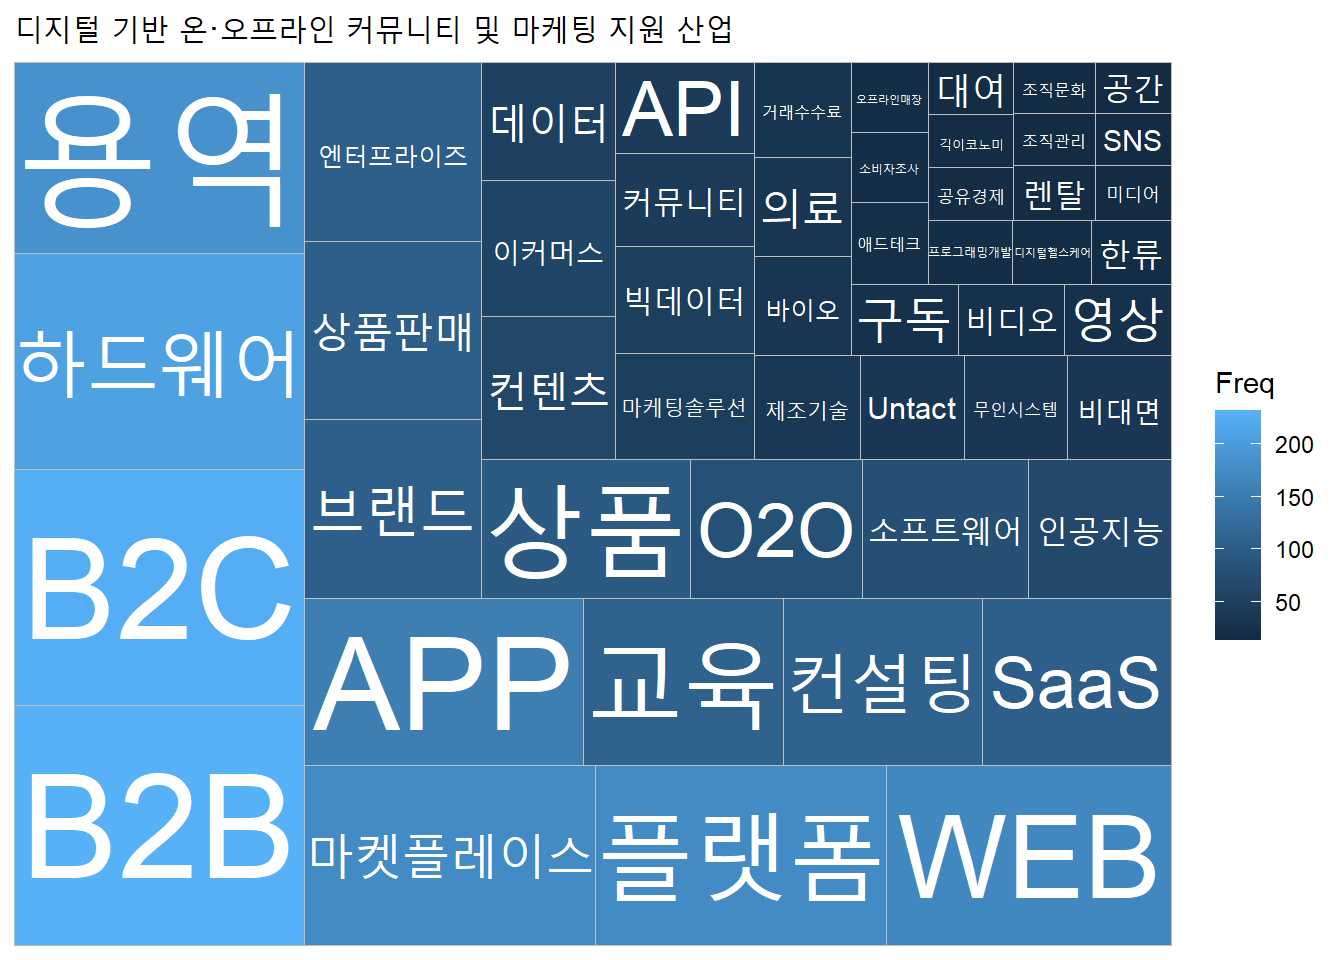 디지털 기반 온·오프라인 커뮤니티 및 마케팅 지원 산업
용역
하드웨어
B2C
B2B
엔터프라이즈
상품판매
브랜드
데이터
이커머스
컨텐츠
API
커뮤니티
빅데이터
마케팅솔루션
거래수수료
의료
바이오
오프라인매장
소비자조사
애드테크
대여
긱이코노미
공유경제
조직문화
조직관리
렌탈
공간
SNS
미디어
프로그래밍개발
디지털헬스케어
한류
구독
비디오
영상
제조기술
Untact
무인시스템
비대면
상품
O2O
소프트웨어
인공지능
APP
교육
컨설팅
SaaS
마켓플레이스
플랫폼
WEB
Freq
200
150
100
50